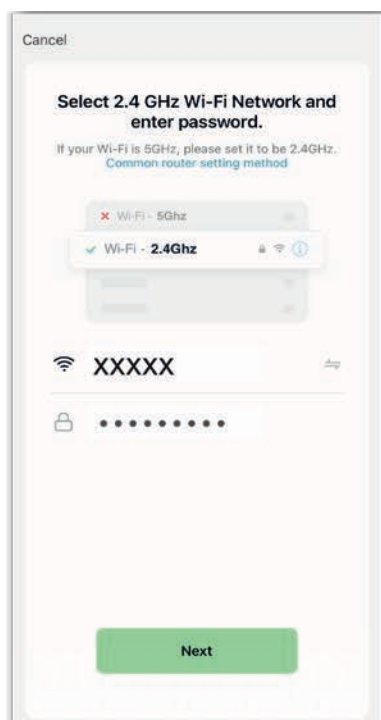 Cancel
Select 2.4 GHz Wi-Fi Network and
enter password.
If your Wi-Fi is 5GHz, please set it to be 2.4GHz.
Common router setting method
Wi-Fi - 5Ghz
Wi-Fi - 2.4Ghz
XXXXX
•••••••••
Next